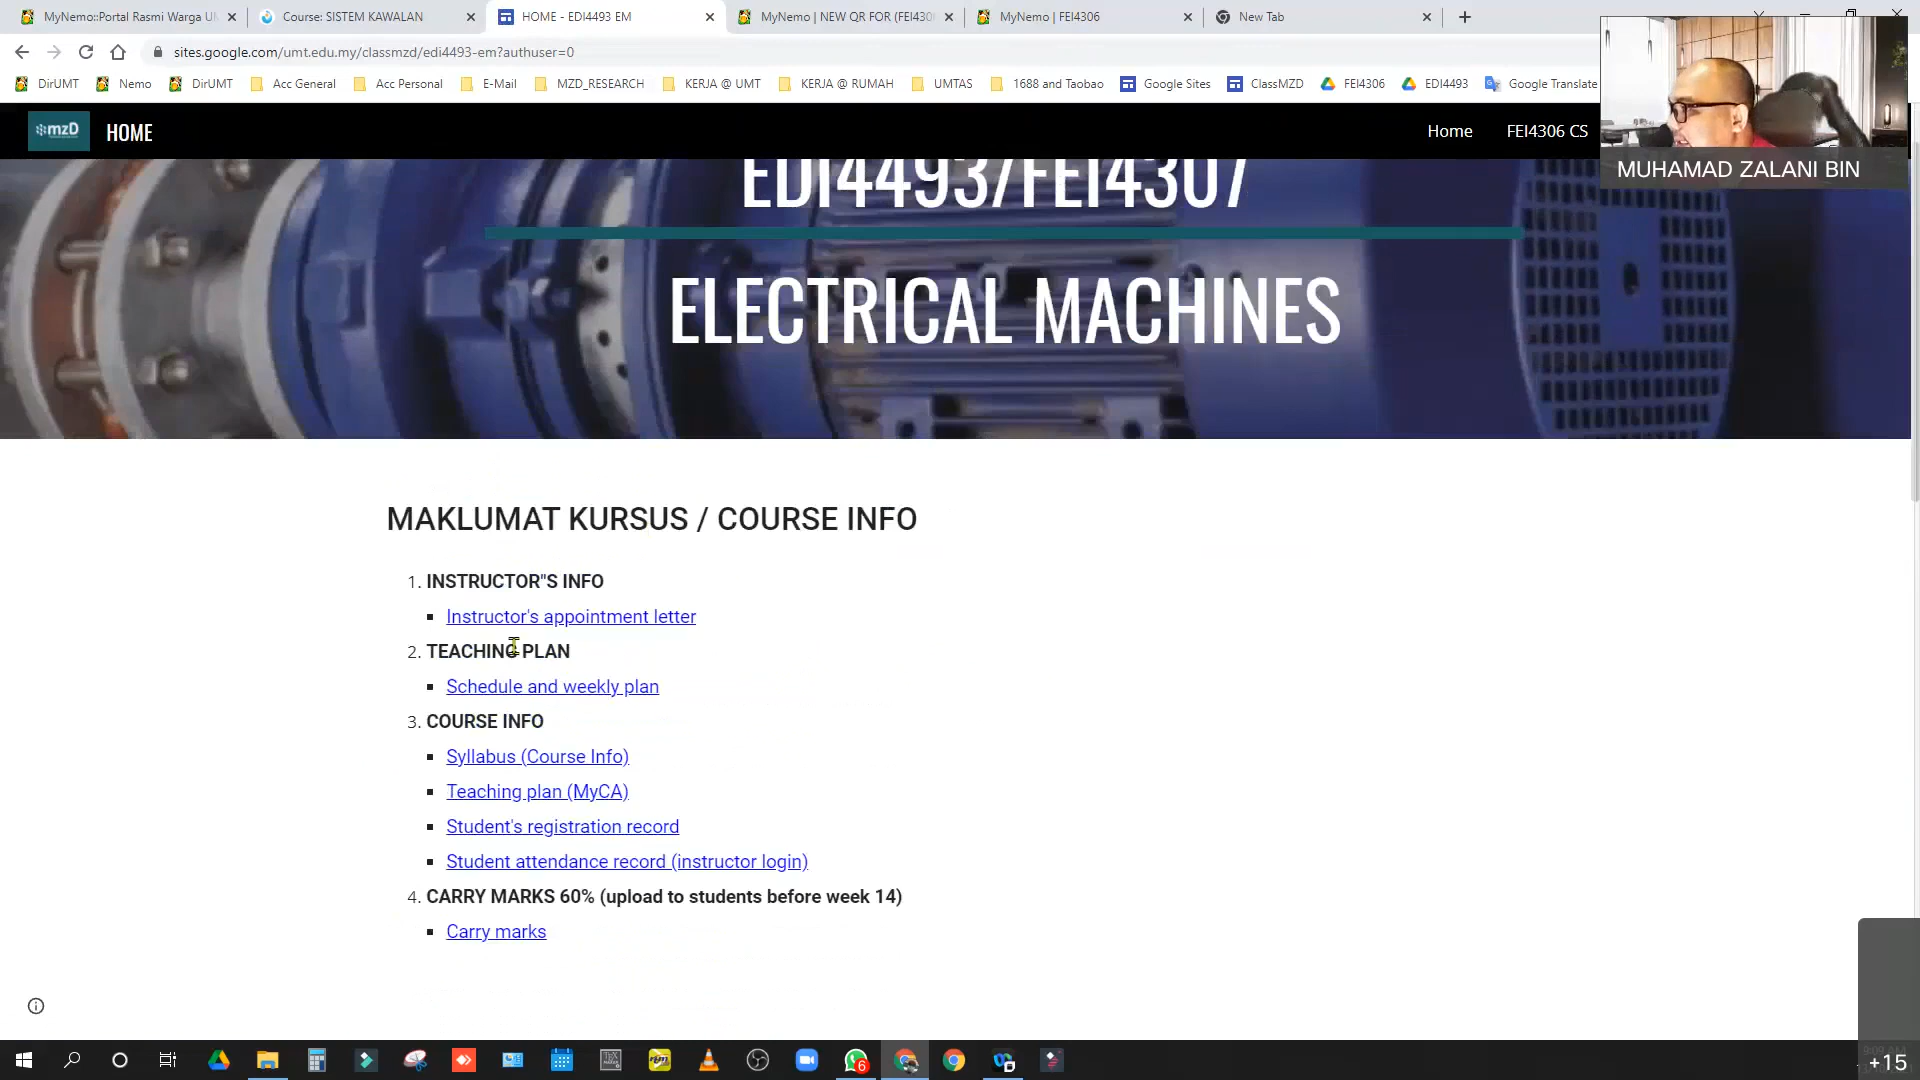 MyNemo::Portal Rasmi Warga UM
Course: SISTEM KAWALAN
HOME - EDI4493 EM
MyNemo | NEW QR FOR (FEI430
MyNemo | FEI4306
New Tab
sites.google.com/umt.edu.my/classmzd/edi4493-em?authuser=0
DirUMT
Nemo
DirUMT
Acc General
Acc Personal
E-Mail
MZD_RESEARCH
KERJA @ UMT
KERJA @ RUMAH
UMTAS
1688 and Taobao
Google Sites
ClassMZD
FEI4306
EDI4493
Google Translate
mzD
HOME
Home
FEI4306 CS
MUHAMAD ZALANI BIN
EDI4493/FEI4307
ELECTRICAL MACHINES
MAKLUMAT KURSUS / COURSE INFO
1. INSTRUCTOR"S INFO
Instructor's appointment letter
2. TEACHING PLAN
Schedule and weekly plan
3. COURSE INFO
Syllabus (Course Info)
Teaching plan (MyCA)
Student's registration record
Student attendance record (instructor login)
4. CARRY MARKS 60% (upload to students before week 14)
Carry marks
6
+15